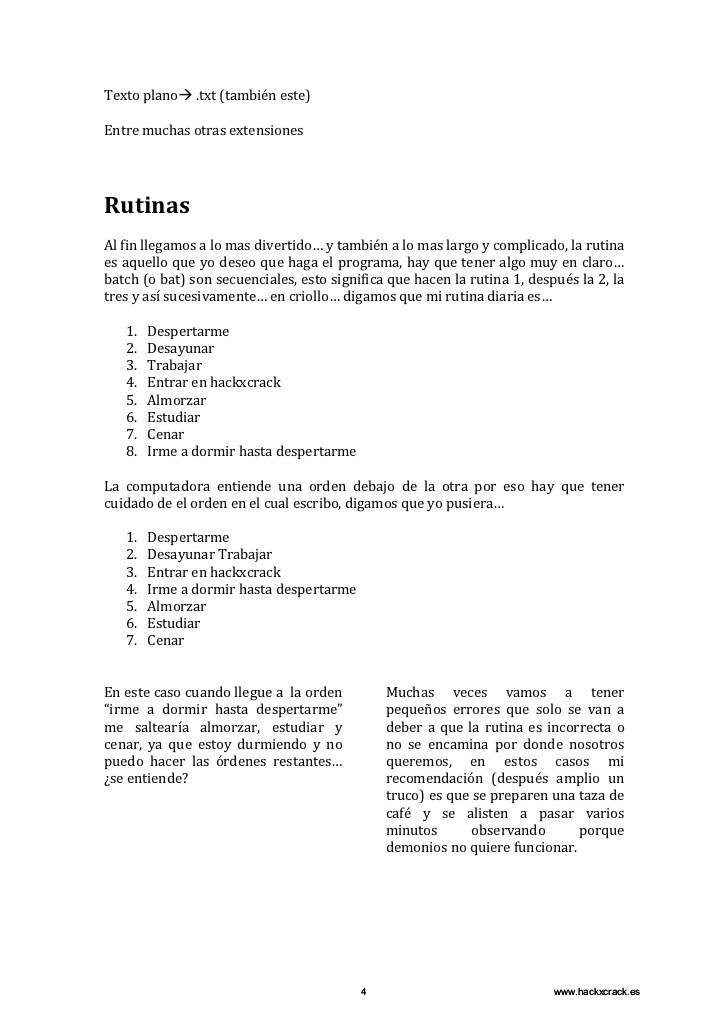 Texto plano→ .txt (también este)
Entre muchas otras extensiones
Rutinas
Al fin llegamos a lo mas divertido… y también a lo mas largo y complicado, la rutina
es aquello que yo deseo que haga el programa, hay que tener algo muy en claro…
batch (o bat) son secuenciales, esto significa que hacen la rutina 1, después la 2, la
tres y así sucesivamente… en criollo… digamos que mi rutina diaria es…
1. Despertarme
2. Desayunar
3. Trabajar
4. Entrar en hackxcrack
5. Almorzar
6. Estudiar
7. Cenar
8. Irme a dormir hasta despertarme
La computadora entiende una orden debajo de la otra por eso hay que tener
cuidado de el orden en el cual escribo, digamos que yo pusiera…
1. Despertarme
2. Desayunar Trabajar
3. Entrar en hackxcrack
4. Irme a dormir hasta despertarme
5. Almorzar
6. Estudiar
7. Cenar
En este caso cuando llegue a la orden
“irme a dormir hasta despertarme”
me saltearía almorzar, estudiar y
cenar, ya que estoy durmiendo y no
puedo hacer las órdenes restantes…
¿se entiende?
Muchas veces vamos a tener
pequeños errores que solo se van a
deber a que la rutina es incorrecta o
no se encamina por donde nosotros
queremos, en estos casos mi
recomendación (después amplio un
truco) es que se preparen una taza de
café y se alisten a pasar varios
minutos observando porque
demonios no quiere funcionar.
4
www.hackxcrack.es